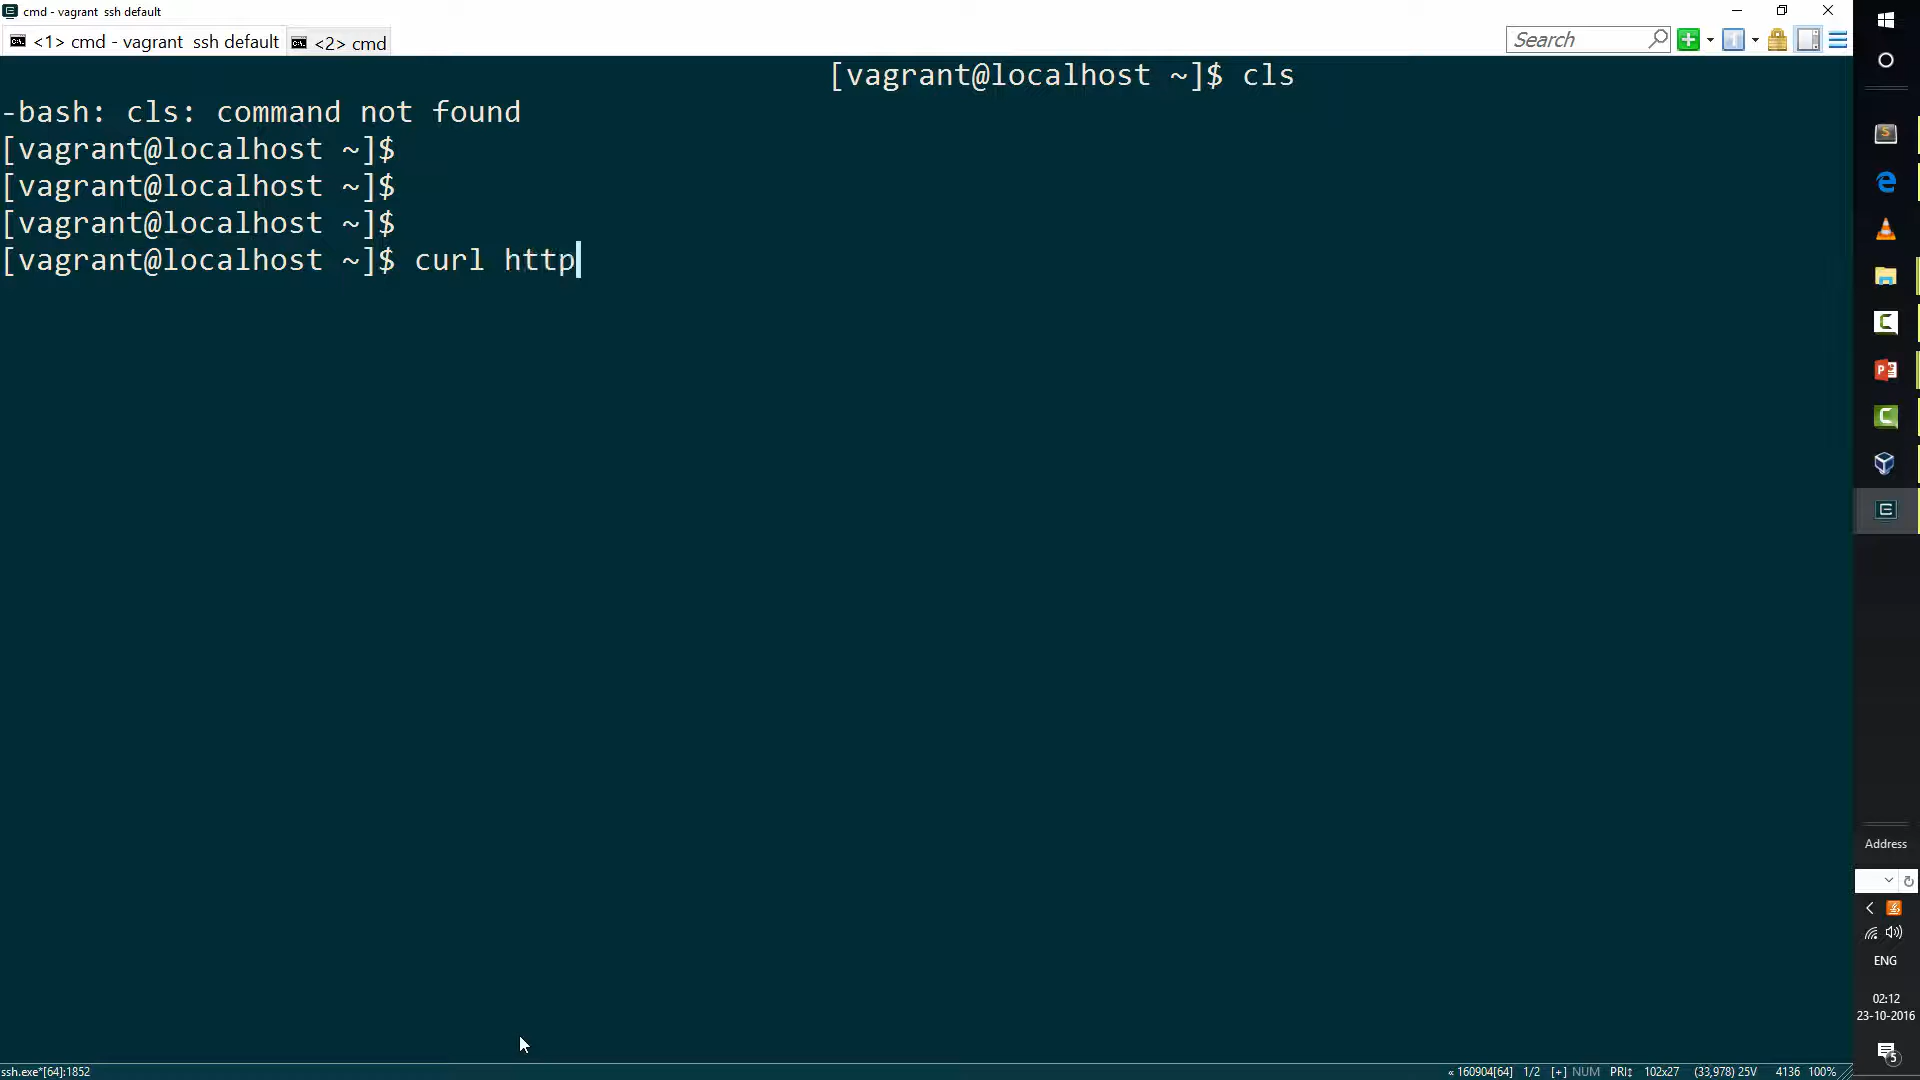 cmd - vagrant  ssh default
<1> cmd - vagrant  ssh default
<2> cmd
Search
[vagrant@localhost ~]$ cls
-bash: cls: command not found
[vagrant@localhost ~]$
[vagrant@localhost ~]$
[vagrant@localhost ~]$
[vagrant@localhost ~]$ curl http
Address
ENG
02:12
23-10-2016
5
ssh.exe*[64]:1852
« 160904[64]  1/2  [+]  NUM  PRI↕  102x27  (33,978) 25V  4136  100%